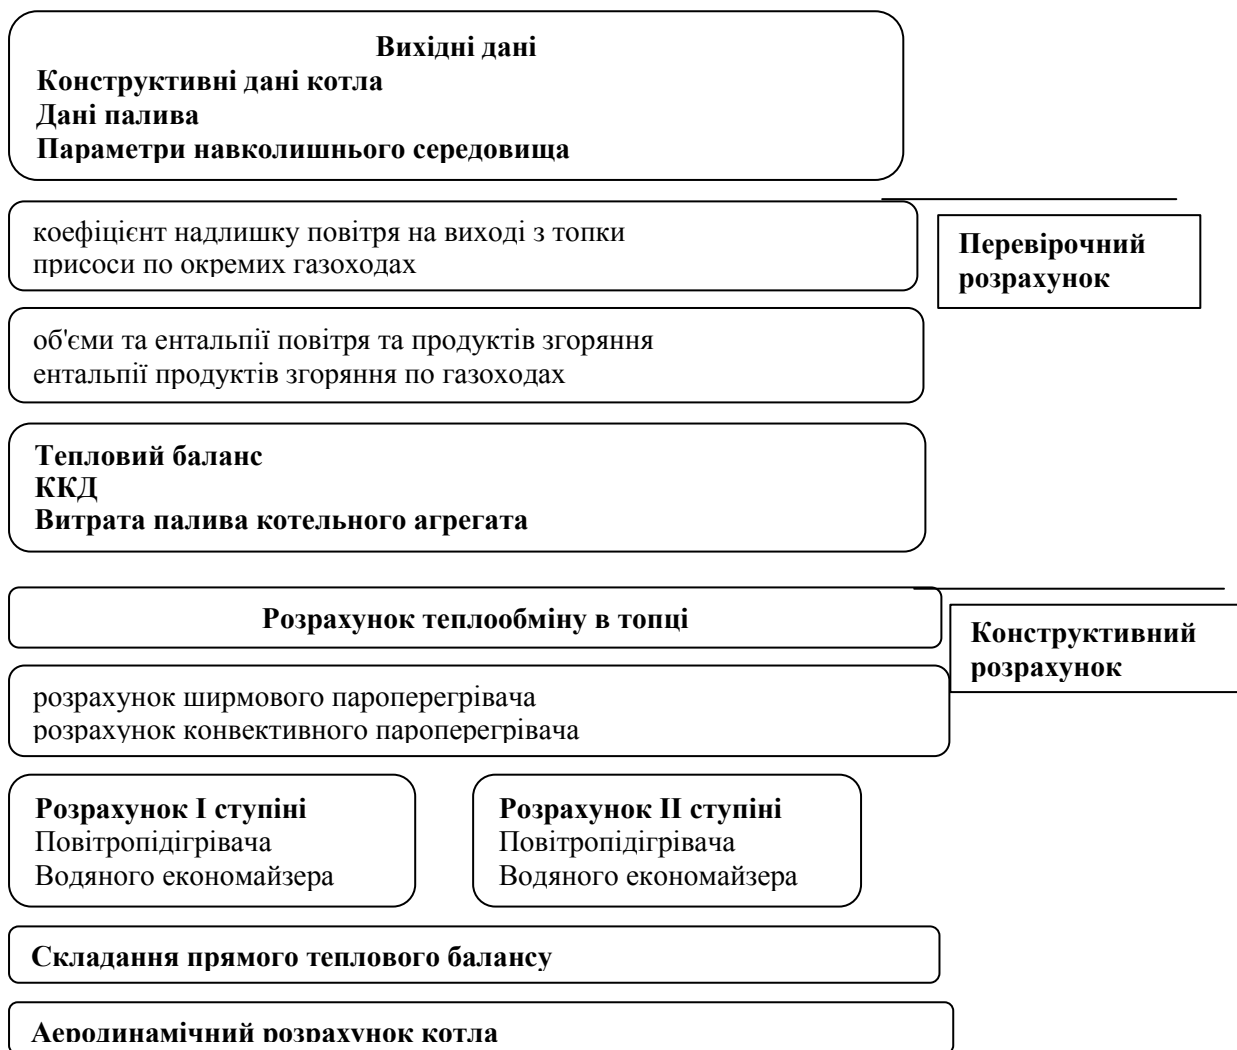 Вихідні дані
Конструктивні дані котла
Дані палива
Параметри навколишнього середовища
коефіцієнт надлишку повітря на виході з топки
присоси по окремих газоходах
Перевірочний
розрахунок
об'єми та ентальпії повітря та продуктів згоряння
ентальпії продуктів згоряння по газоходах
Тепловий баланс
ККД
Витрата палива котельного агрегата
Розрахунок теплообміну в топці
Конструктивний
розрахунок
розрахунок ширмового пароперегрівача
розрахунок конвективного пароперегрівача
Розрахунок І ступіні
Повітропідігрівача
Водяного економайзера
Розрахунок ІІ ступіні
Повітропідігрівача
Водяного економайзера
Складання прямого теплового балансу
Аеродинамічний розрахунок котла